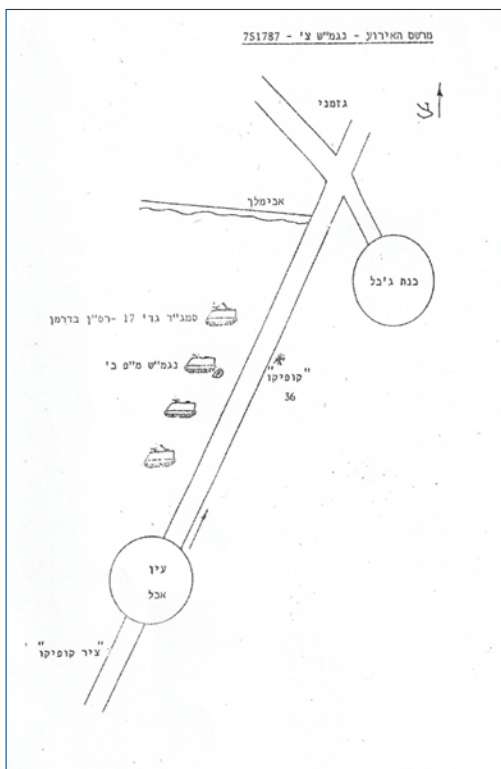 מרשם האירוע - נגמ"ש צ' - 751787
גזמני
אבימלך
כנת ג'בל
סמג"ד גד' 17 -רס"ן בדרמן
נגמ"ש מ"פ ב'
"קופיקו"
36
עין
אבל
"ציר קופיקו"